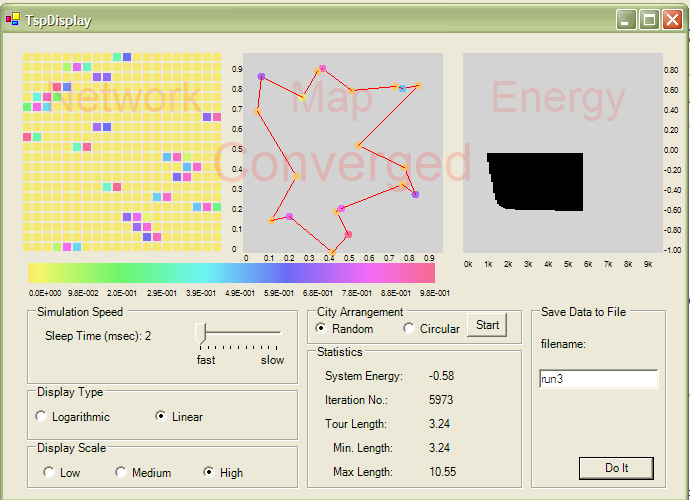 TspDisplay
Network
Map
Energy
Converged
0.9
0.8
0.7
0.6
0.5
0.4
0.3
0.2
0.1
0
0 0.1 0.2 0.3 0.4 0.5 0.6 0.7 0.8 0.9
0.80
0.60
0.40
0.20
0.00
-0.20
-0.40
-0.60
-0.80
-1.00
0k 1k 2k 3k 4k 5k 6k 7k 8k 9k
0.0E+000 9.8E-002 2.0E-001 2.9E-001 3.9E-001 4.9E-001 5.9E-001 6.8E-001 7.8E-001 8.8E-001 9.8E-001
Simulation Speed
Sleep Time (msec): 2
fast slow
Display Type
Logarithmic Linear
Display Scale
Low Medium High
City Arrangement
Random Circular Start
Statistics
System Energy: -0.58
Iteration No.: 5973
Tour Length: 3.24
Min. Length: 3.24
Max Length: 10.55
Save Data to File
filename:
run3
Do It